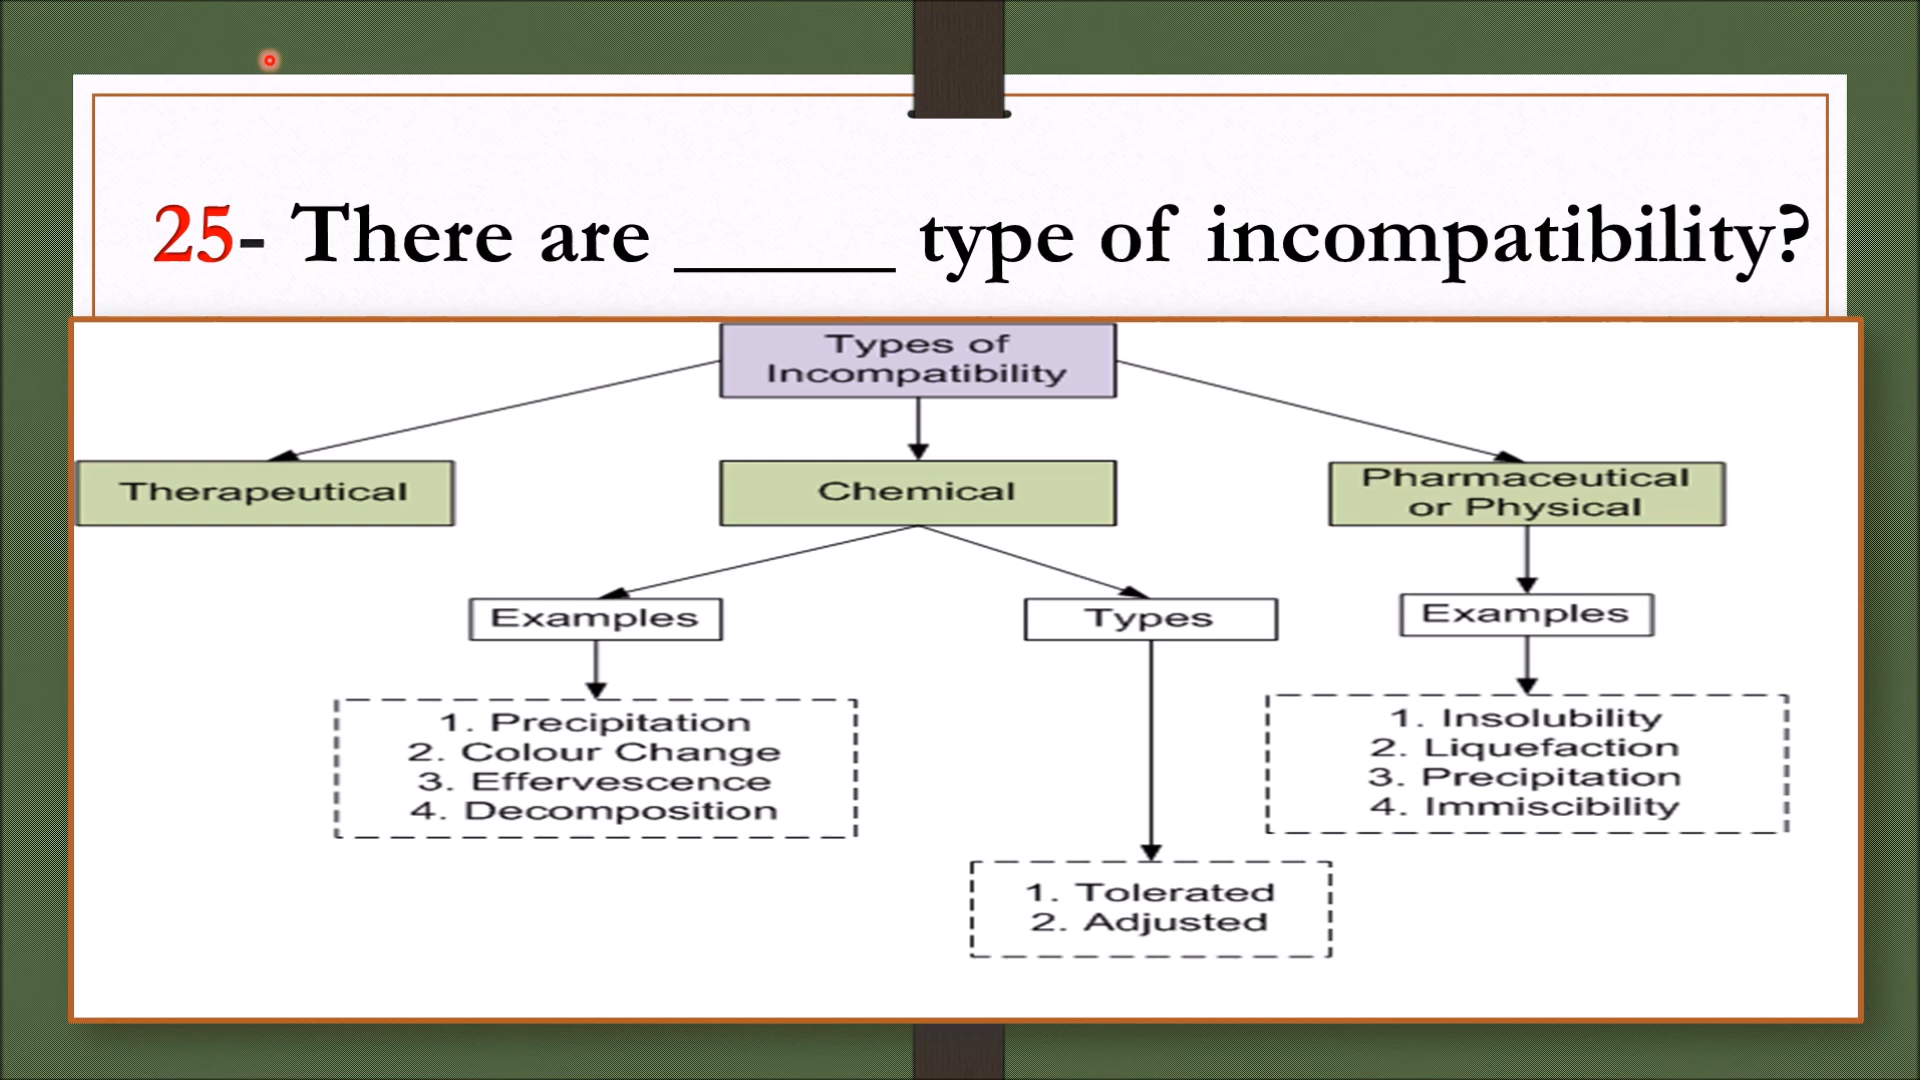 25- There are ______ type of incompatibility?
Types of
Incompatibility
Therapeutical
Chemical
Pharmaceutical
or Physical
Examples
Types
Examples
1. Precipitation
2. Colour Change
3. Effervescence
4. Decomposition
1. Insolubility
2. Liquefaction
3. Precipitation
4. Immiscibility
1. Tolerated
2. Adjusted